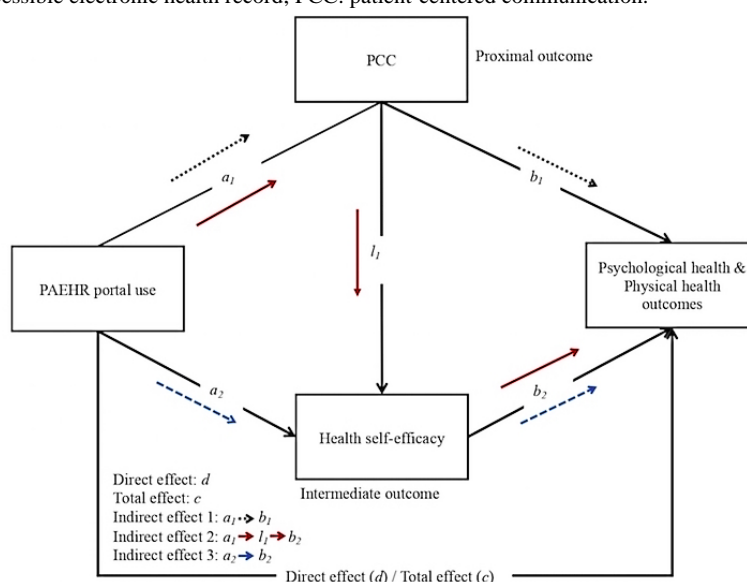 accessible electronic health record; PCC: patient-centered communication.
PCC
Proximal outcome
a1
b1
l1
PAEHR portal use
Psychological health &
Physical health
outcomes
a2
b2
Health self-efficacy
Intermediate outcome
Direct effect: d
Total effect: c
Indirect effect 1: a1 ⇢ b1
Indirect effect 2: a1 → l1 → b2
Indirect effect 3: a2 → b2
Direct effect (d) / Total effect (c)